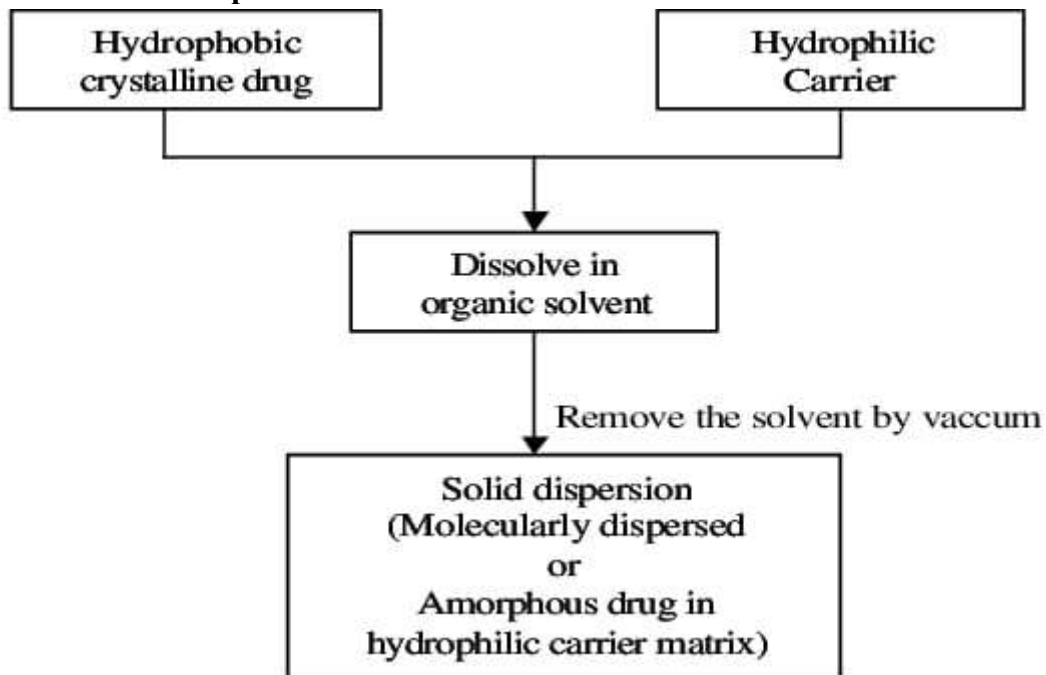 Hydrophobic
crystalline drug
Hydrophilic
Carrier
Dissolve in
organic solvent
Remove the solvent by vaccum
Solid dispersion
(Molecularly dispersed
or
Amorphous drug in
hydrophilic carrier matrix)